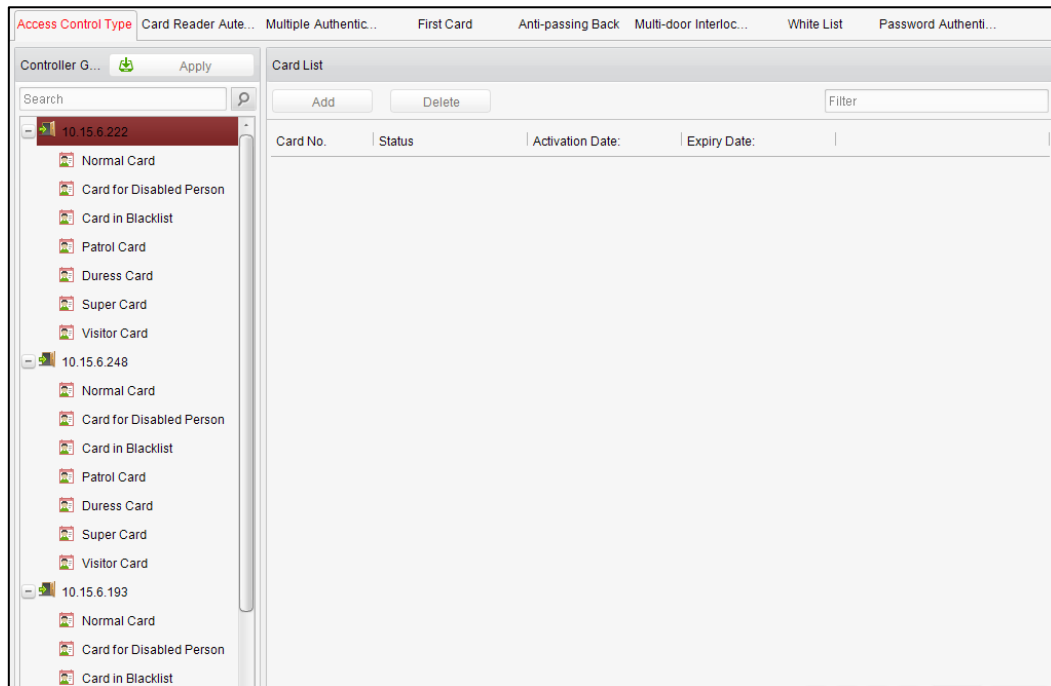 Access Control Type Card Reader Aute... Multiple Authentic... First Card Anti-passing Back Multi-door Interloc... White List Password Authenti...
Controller G... Apply
Search
10.15.6.222
Normal Card
Card for Disabled Person
Card in Blacklist
Patrol Card
Duress Card
Super Card
Visitor Card
10.15.6.248
Normal Card
Card for Disabled Person
Card in Blacklist
Patrol Card
Duress Card
Super Card
Visitor Card
10.15.6.193
Normal Card
Card for Disabled Person
Card in Blacklist
Card List
Add Delete Filter
Card No. Status Activation Date: Expiry Date: